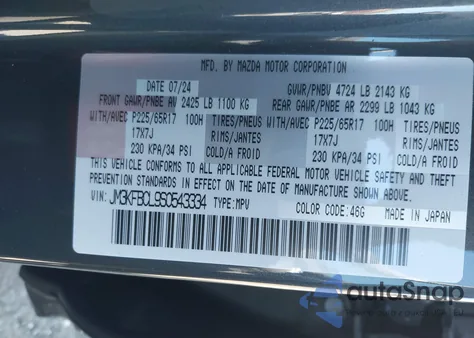 MFD. BY MAZDA MOTOR CORPORATION
DATE 07/24 GVWR/PNBV 4724 LB 2143 KG
FRONT GAWR/PNBE AV 2425 LB 1100 KG REAR GAWR/PNBE AR 2299 LB 1043 KG
WITH/AVEC P225/65R17 100H TIRES/PNEUS WITH/AVEC P225/65R17 100H TIRES/PNEUS
17X7J RIMS/JANTES 17X7J RIMS/JANTES
230 KPA/34 PSI COLD/A FROID 230 KPA/34 PSI COLD/A FROID
THIS VEHICLE CONFORMS TO ALL APPLICABLE FEDERAL MOTOR VEHICLE SAFETY AND THEFT
PREVENTION STANDARDS IN EFFECT ON THE DATE OF MANUFACTURE SHOWN ABOVE.
VIN: JM3KFBCL9S0543334 TYPE:MPV COLOR CODE:46G MADE IN JAPAN
autoSnap